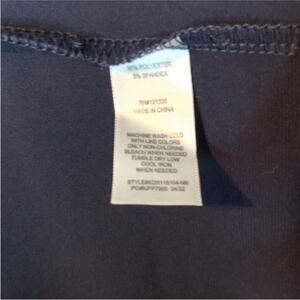 95% POLYESTER
5% SPANDEX
MADE IN CHINA
MACHINE WASH COLD
WITH LIKE COLORS
ONLY NON-CHLORINE
BLEACH WHEN NEEDED
TUMBLE DRY LOW
COOL IRON
WHEN NEEDED